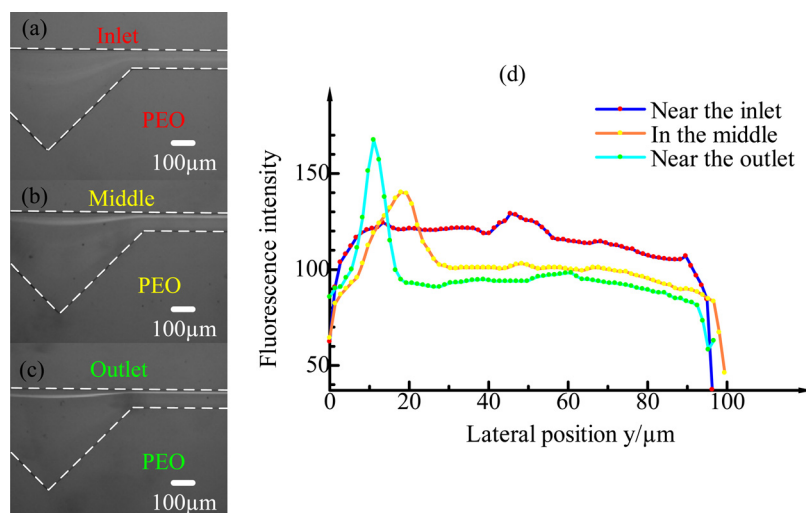 (a)
Inlet
PEO
100µm
(b)
Middle
PEO
100µm
(c)
Outlet
PEO
100µm
(d)
Near the inlet
In the middle
Near the outlet
Fluorescence intensity
150
100
50
0 20 40 60 80 100
Lateral position y/µm